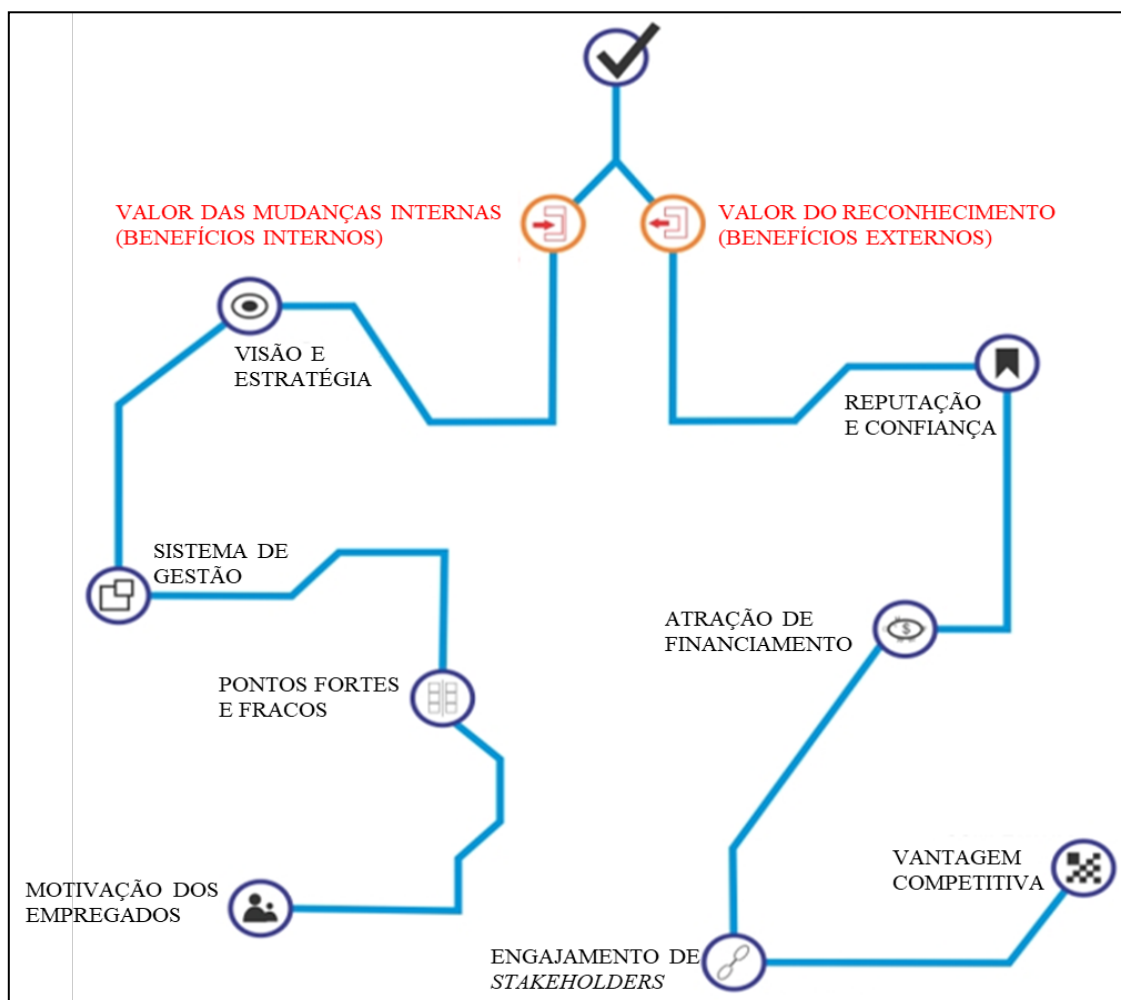 VALOR DAS MUDANÇAS INTERNAS
(BENEFÍCIOS INTERNOS)
VALOR DO RECONHECIMENTO
(BENEFÍCIOS EXTERNOS)
VISÃO E
ESTRATÉGIA
REPUTAÇÃO
E CONFIANÇA
SISTEMA DE
GESTÃO
ATRAÇÃO DE
FINANCIAMENTO
PONTOS FORTES
E FRACOS
VANTAGEM
COMPETITIVA
MOTIVAÇÃO DOS
EMPREGADOS
ENGAJAMENTO DE
STAKEHOLDERS